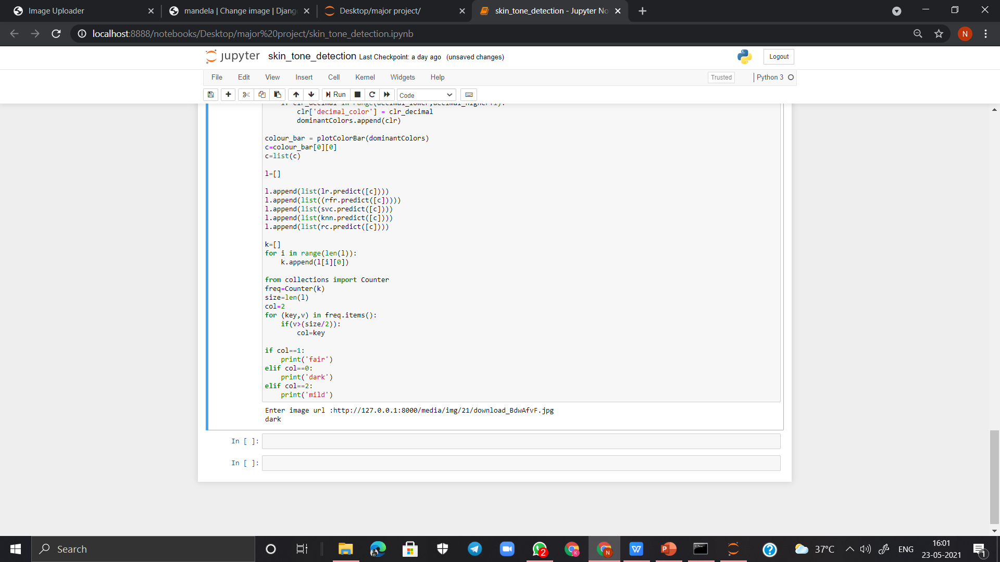 Image Uploader
mandela | Change image | Djang
Desktop/major project/
skin_tone_detection - Jupyter No
localhost:8888/notebooks/Desktop/major%20project/skin_tone_detection.ipynb
N
jupyter skin_tone_detection Last Checkpoint: a day ago (unsaved changes)
Logout
File Edit View Insert Cell Kernel Widgets Help
Trusted
Python 3
Run
Code
clr['decimal_color'] = clr_decimal
dominantColors.append(clr)
colour_bar = plotColorBar(dominantColors)
c=colour_bar[0][0]
c=list(c)
l=[]
l.append(list(lr.predict([c])))
l.append(list((rfr.predict([c]))))
l.append(list(svc.predict([c])))
l.append(list(knn.predict([c])))
l.append(list(rc.predict([c])))
k=[]
for i in range(len(l)):
k.append(l[i][0])
from collections import Counter
freq=Counter(k)
size=len(l)
col=2
for (key,v) in freq.items():
if(v>(size/2)):
col=key
if col==1:
print('fair')
elif col==0:
print('dark')
elif col==2:
print('mild')
Enter image url :http://127.0.0.1:8000/media/img/21/download_BdwAfvF.jpg
dark
In [ ]:
In [ ]:
Search
2
K
N
W
P
?
37°C
ENG
16:01
23-05-2021
1